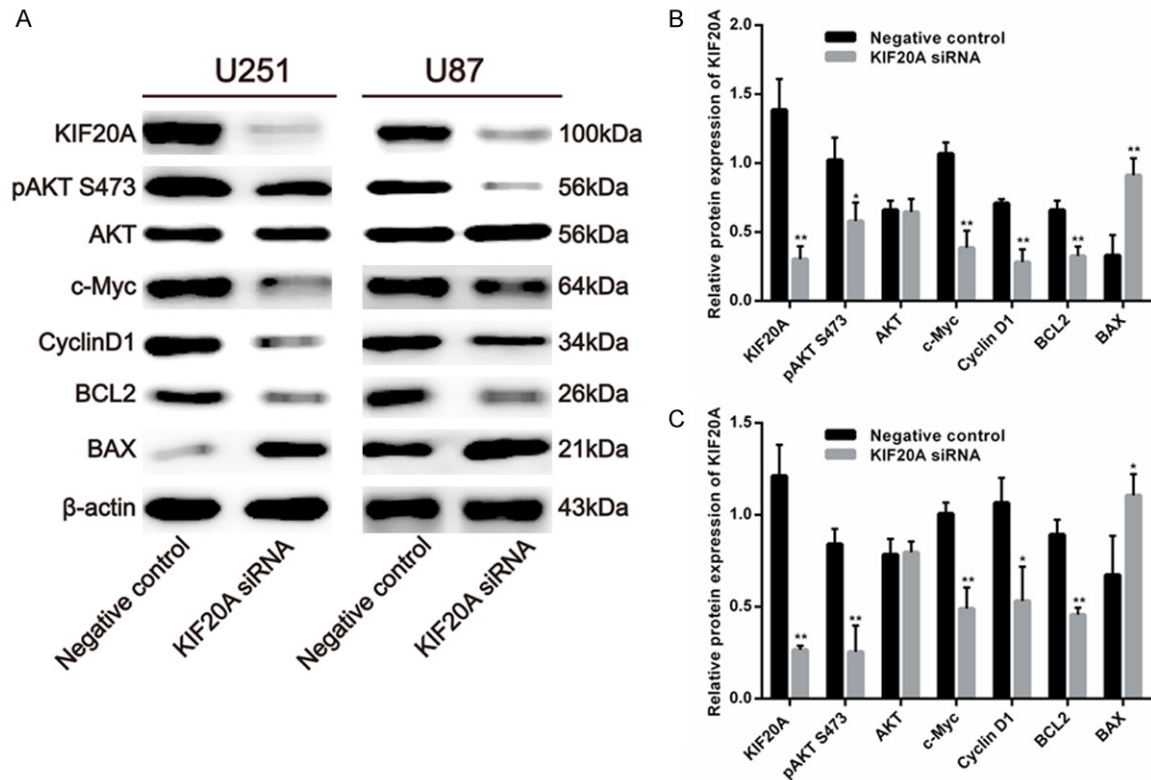 A
U251 U87
KIF20A 100kDa
pAKT S473 56kDa
AKT 56kDa
c-Myc 64kDa
CyclinD1 34kDa
BCL2 26kDa
BAX 21kDa
β-actin 43kDa
Negative control KIF20A siRNA Negative control KIF20A siRNA
B
Relative protein expression of KIF20A
2.0
1.5
1.0
0.5
0.0
Negative control
KIF20A siRNA
** * ** ** ** **
KIF20A pAKT S473 AKT c-Myc Cyclin D1 BCL2 BAX
C
Relative protein expression of KIF20A
1.5
1.0
0.5
0.0
Negative control
KIF20A siRNA
** ** ** * ** *
KIF20A pAKT S473 AKT c-Myc Cyclin D1 BCL2 BAX